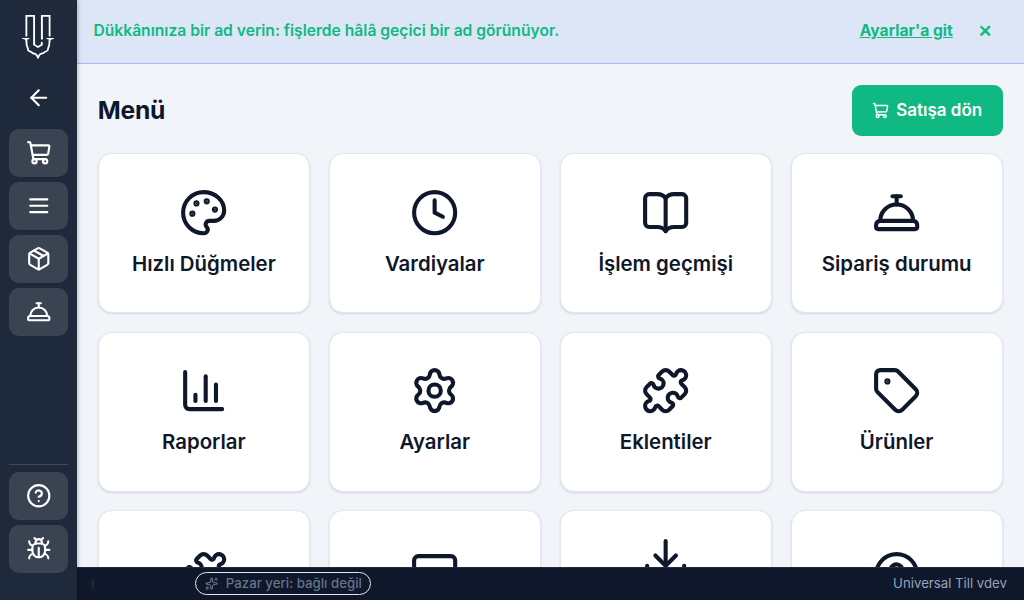 Dükkânınıza bir ad verin: fişlerde hâlâ geçici bir ad görünüyor.
Ayarlar'a git
Menü
Satışa dön
Hızlı Düğmeler
Vardiyalar
İşlem geçmişi
Sipariş durumu
Raporlar
Ayarlar
Eklentiler
Ürünler
Pazar yeri: bağlı değil
Universal Till vdev